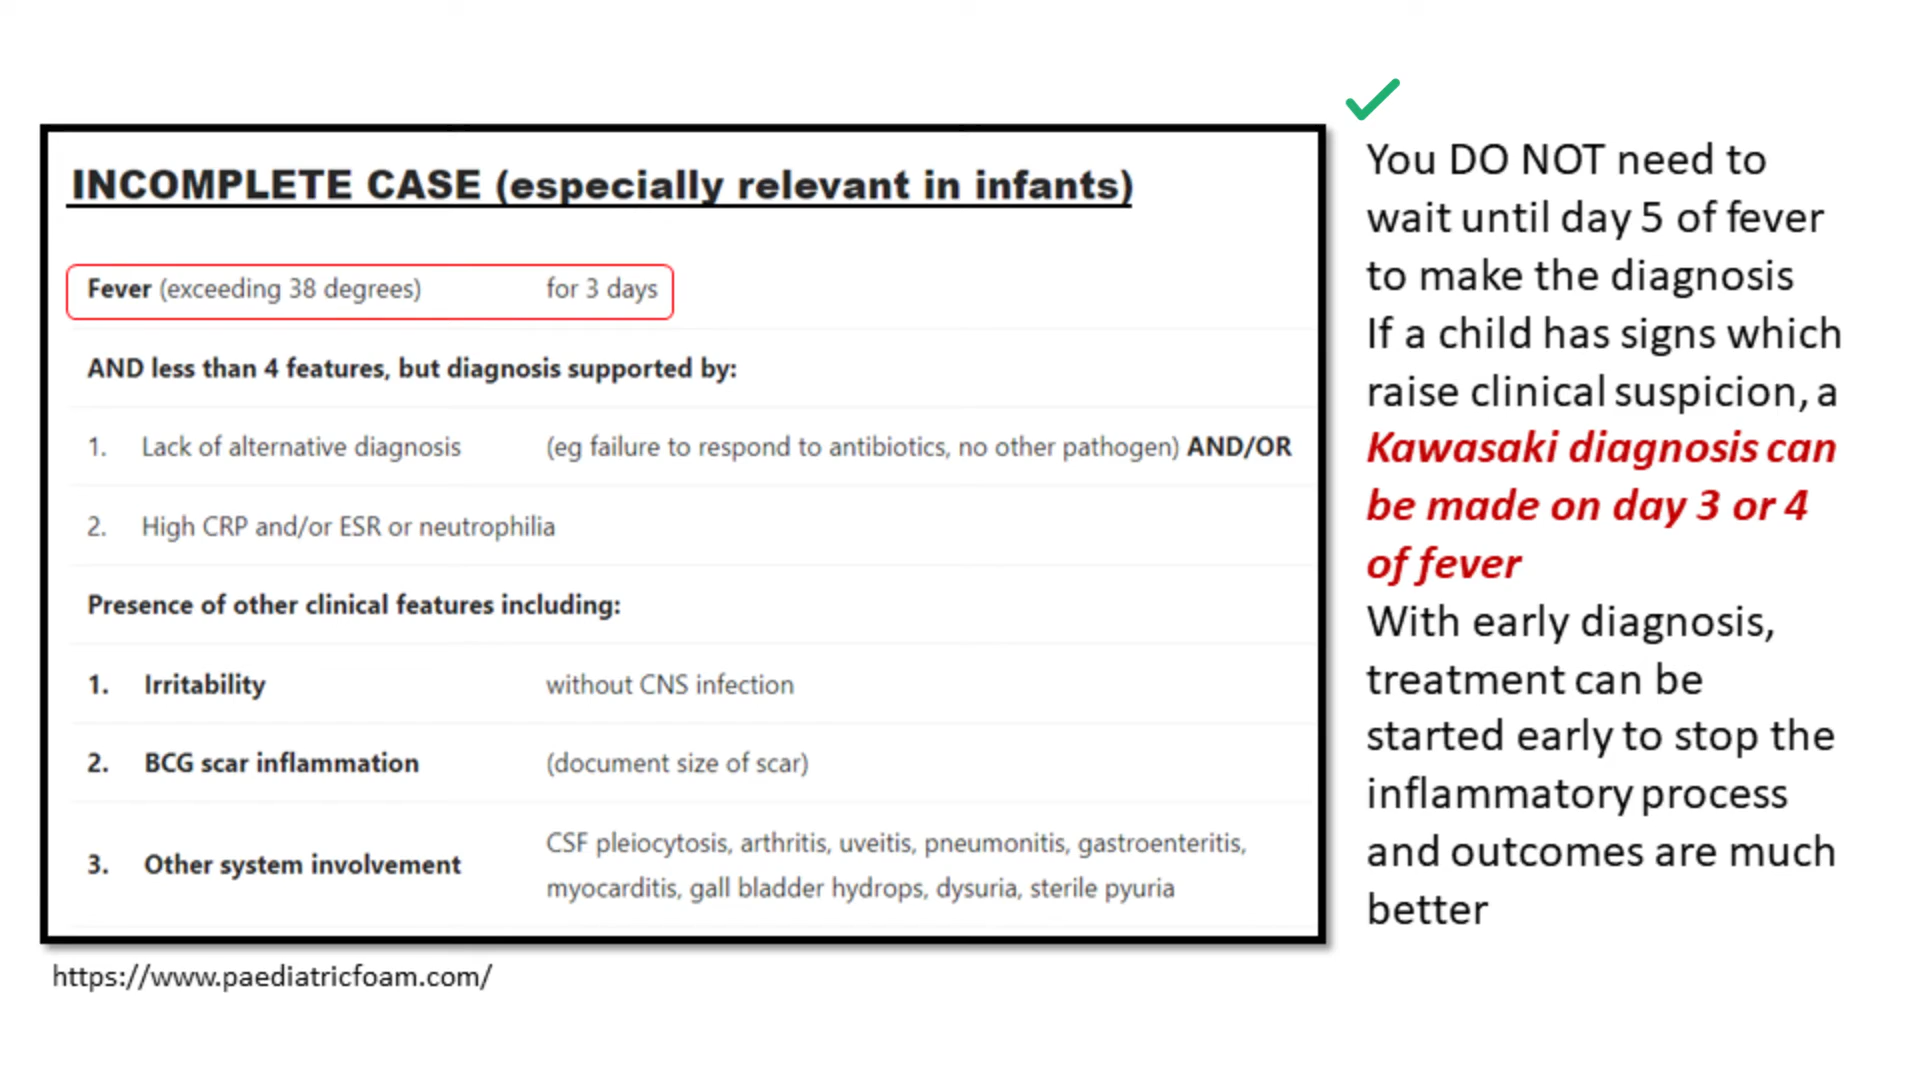 INCOMPLETE CASE (especially relevant in infants)
Fever (exceeding 38 degrees) for 3 days
AND less than 4 features, but diagnosis supported by:
1. Lack of alternative diagnosis (eg failure to respond to antibiotics, no other pathogen) AND/OR
2. High CRP and/or ESR or neutrophilia
Presence of other clinical features including:
1. Irritability without CNS infection
2. BCG scar inflammation (document size of scar)
3. Other system involvement CSF pleiocytosis, arthritis, uveitis, pneumonitis, gastroenteritis,
myocarditis, gall bladder hydrops, dysuria, sterile pyuria
https://www.paediatricfoam.com/
You DO NOT need to
wait until day 5 of fever
to make the diagnosis
If a child has signs which
raise clinical suspicion, a
Kawasaki diagnosis can
be made on day 3 or 4
of fever
With early diagnosis,
treatment can be
started early to stop the
inflammatory process
and outcomes are much
better